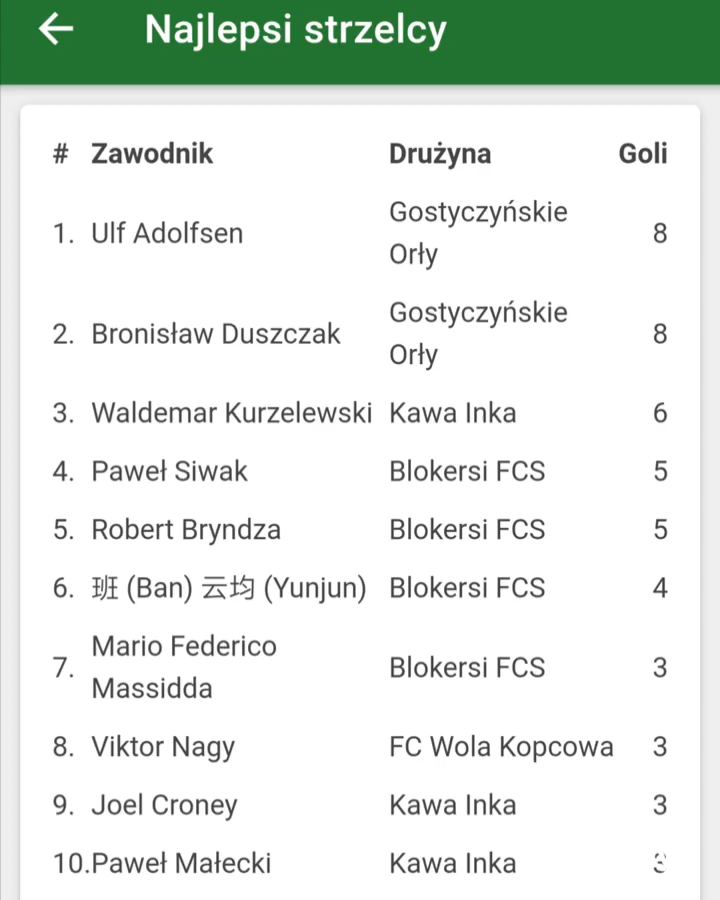 Najlepsi strzelcy
# Zawodnik Drużyna Goli
1. Ulf Adolfsen Gostyczyńskie Orły 8
2. Bronisław Duszczak Gostyczyńskie Orły 8
3. Waldemar Kurzelewski Kawa Inka 6
4. Paweł Siwak Blokersi FCS 5
5. Robert Bryndza Blokersi FCS 5
6. 班 (Ban) 云均 (Yunjun) Blokersi FCS 4
7. Mario Federico Massidda Blokersi FCS 3
8. Viktor Nagy FC Wola Kopcowa 3
9. Joel Croney Kawa Inka 3
10. Paweł Małecki Kawa Inka